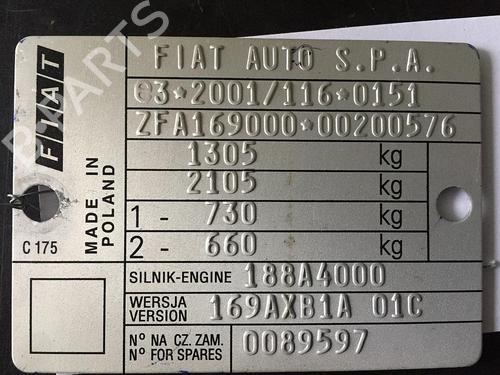 FIAT
FIAT AUTO S.P.A.
e3*2001/116*0151
ZFA169000*00200576
1305 kg
2105 kg
1 - 730 kg
2 - 660 kg
MADE IN
POLAND
C 175
SILNIK-ENGINE 188A4000
WERSJA
VERSION 169AXB1A 01C
N° NA CZ. ZAM.
N° FOR SPARES 0089597